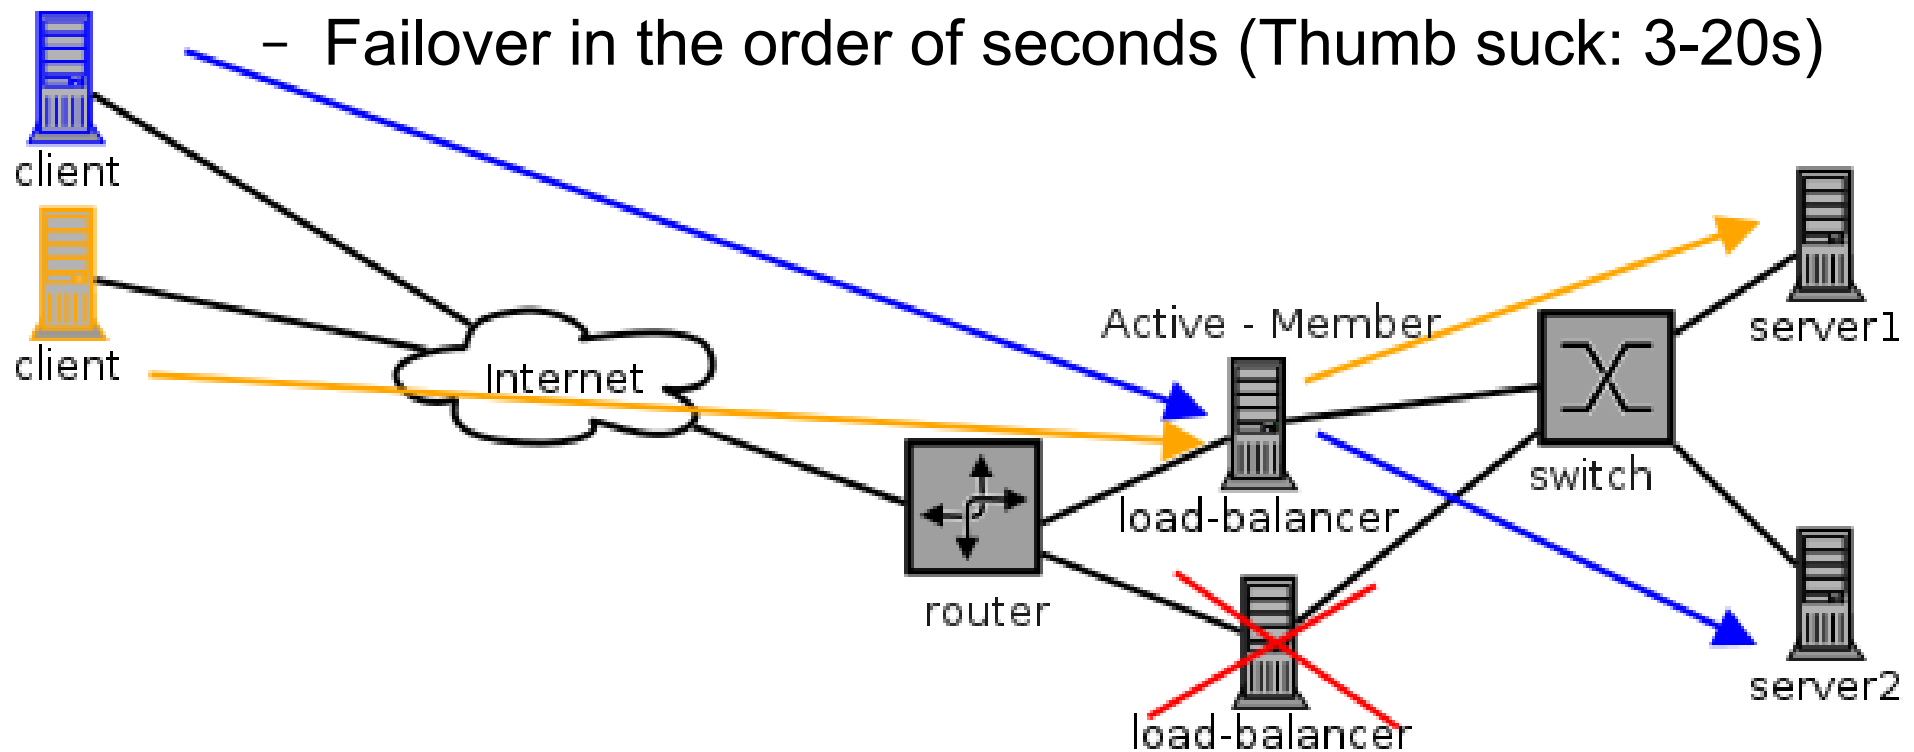 – Failover in the order of seconds (Thumb suck: 3-20s)
client
client
Internet
Active - Member
server1
switch
load-balancer
router
server2
load-balancer